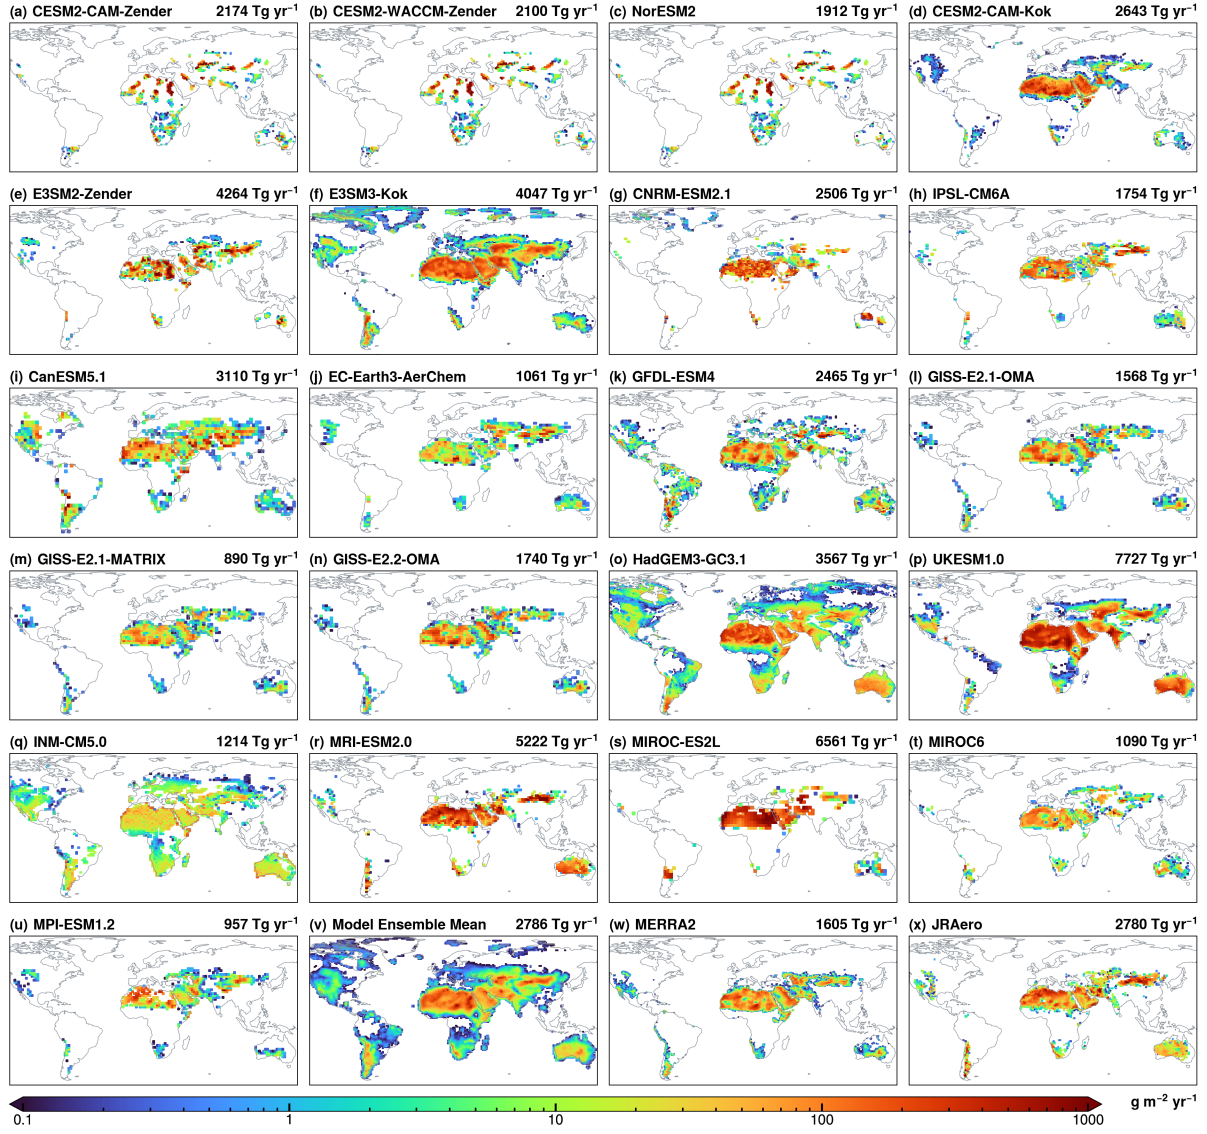 (a) CESM2-CAM-Zender 2174 Tg yr⁻¹
(b) CESM2-WACCM-Zender 2100 Tg yr⁻¹
(c) NorESM2 1912 Tg yr⁻¹
(d) CESM2-CAM-Kok 2643 Tg yr⁻¹
(e) E3SM2-Zender 4264 Tg yr⁻¹
(f) E3SM3-Kok 4047 Tg yr⁻¹
(g) CNRM-ESM2.1 2506 Tg yr⁻¹
(h) IPSL-CM6A 1754 Tg yr⁻¹
(i) CanESM5.1 3110 Tg yr⁻¹
(j) EC-Earth3-AerChem 1061 Tg yr⁻¹
(k) GFDL-ESM4 2465 Tg yr⁻¹
(l) GISS-E2.1-OMA 1568 Tg yr⁻¹
(m) GISS-E2.1-MATRIX 890 Tg yr⁻¹
(n) GISS-E2.2-OMA 1740 Tg yr⁻¹
(o) HadGEM3-GC3.1 3567 Tg yr⁻¹
(p) UKESM1.0 7727 Tg yr⁻¹
(q) INM-CM5.0 1214 Tg yr⁻¹
(r) MRI-ESM2.0 5222 Tg yr⁻¹
(s) MIROC-ES2L 6561 Tg yr⁻¹
(t) MIROC6 1090 Tg yr⁻¹
(u) MPI-ESM1.2 957 Tg yr⁻¹
(v) Model Ensemble Mean 2786 Tg yr⁻¹
(w) MERRA2 1605 Tg yr⁻¹
(x) JRAero 2780 Tg yr⁻¹
0.1 1 10 100 1000 g m⁻² yr⁻¹